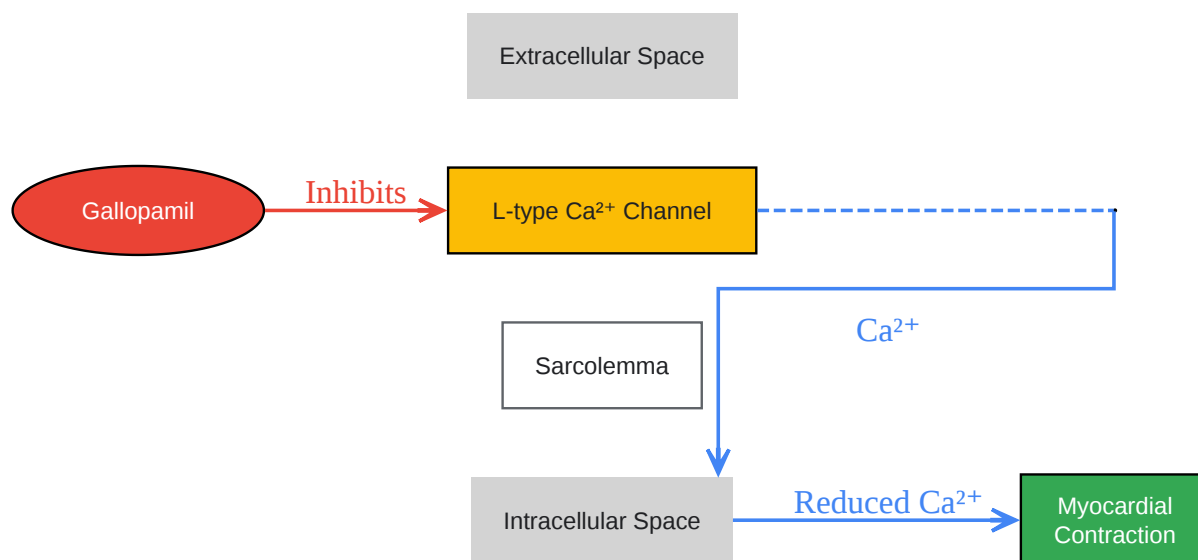 Extracellular Space
Inhibits
Gallopamil
L-type Ca²⁺ Channel
Ca²⁺
Sarcolemma
Reduced Ca²⁺
Intracellular Space
Myocardial
Contraction